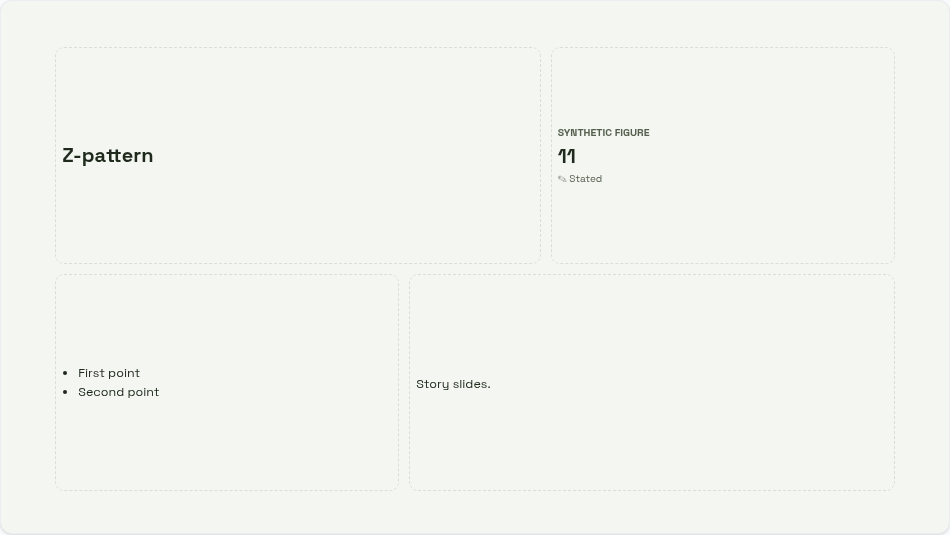 Z-pattern
SYNTHETIC FIGURE
11
✎ Stated
• First point
• Second point
Story slides.